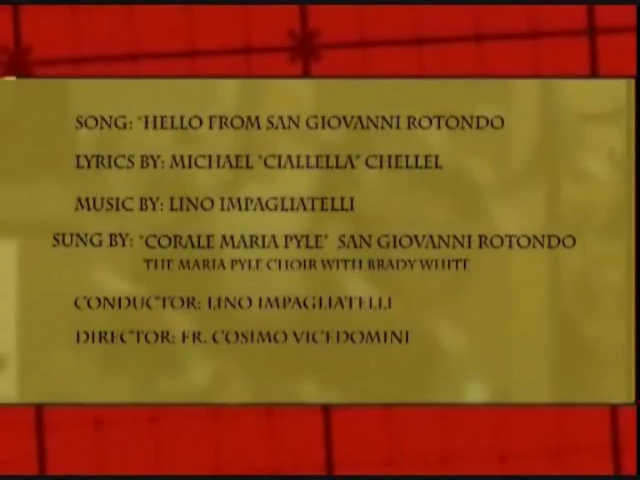 SONG: "HELLO FROM SAN GIOVANNI ROTONDO
LYRICS BY: MICHAEL "CIALLELLA" CHELLEL
MUSIC BY: LINO IMPAGLIATELLI
SUNG BY: "CORALE MARIA PYLE" SAN GIOVANNI ROTONDO
THE MARIA PYLE CHOIR WITH BRADY WHITE
CONDUCTOR: LINO IMPAGLIATELLI
DIRECTOR: FR. COSIMO VICEDOMINI